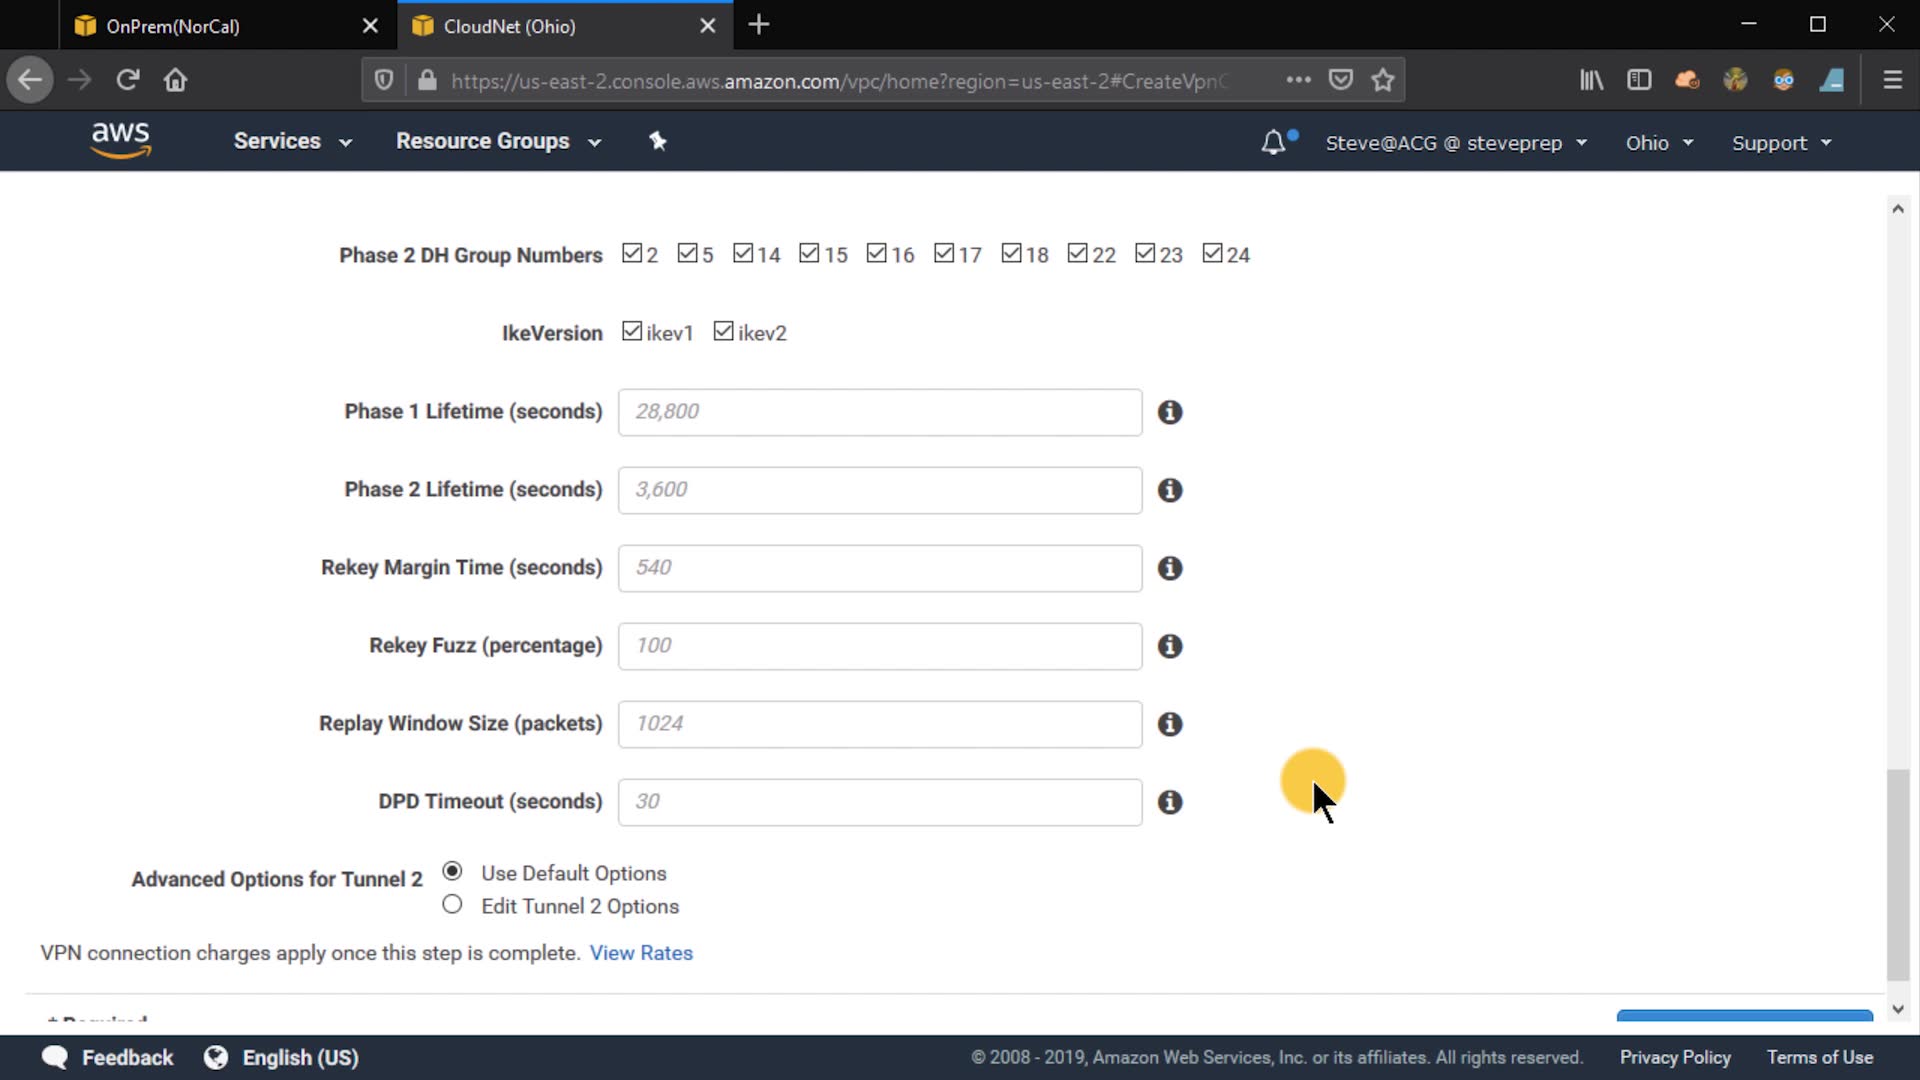 OnPrem(NorCal)
CloudNet (Ohio)
https://us-east-2.console.aws.amazon.com/vpc/home?region=us-east-2#CreateVpnC
aws
Services
Resource Groups
Steve@ACG @ steveprep
Ohio
Support
Phase 2 DH Group Numbers 2 5 14 15 16 17 18 22 23 24
IkeVersion ikev1 ikev2
Phase 1 Lifetime (seconds) 28,800
Phase 2 Lifetime (seconds) 3,600
Rekey Margin Time (seconds) 540
Rekey Fuzz (percentage) 100
Replay Window Size (packets) 1024
DPD Timeout (seconds) 30
Advanced Options for Tunnel 2 Use Default Options
Edit Tunnel 2 Options
VPN connection charges apply once this step is complete. View Rates
* Required
Feedback English (US) © 2008 - 2019, Amazon Web Services, Inc. or its affiliates. All rights reserved. Privacy Policy Terms of Use